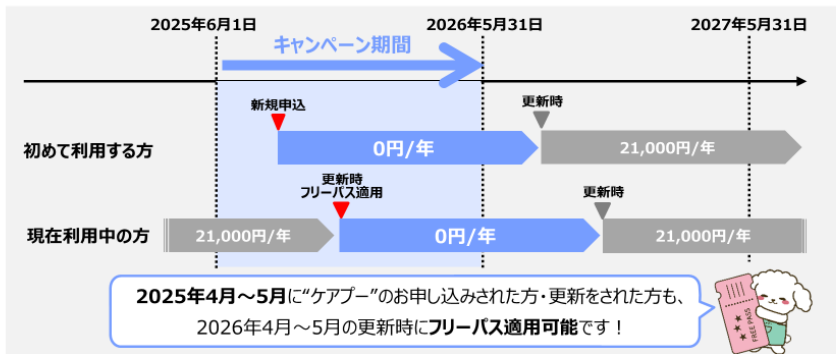 2025年6月1日
2026年5月31日
2027年5月31日
キャンペーン期間
新規申込
更新時
初めて利用する方
0円/年
21,000円/年
更新時
フリーパス適用
更新時
現在利用中の方
21,000円/年
0円/年
21,000円/年
2025年4月~5月に“ケアプー”のお申し込みされた方・更新をされた方も、
2026年4月~5月の更新時にフリーパス適用可能です！
FREE PASS